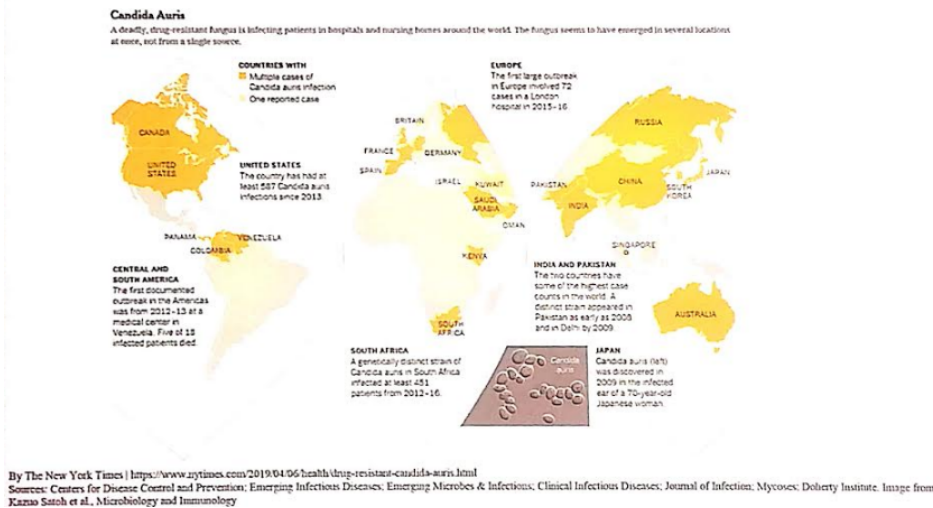 Candida Auris
A deadly, drug-resistant fungus is infecting patients in hospitals and nursing homes around the world. The fungus seems to have emerged in several locations
at once, not from a single source.
COUNTRIES WITH
Multiple cases of
Candida auris infection
One reported case
EUROPE
The first large outbreak
in Europe involved 72
cases in a London
hospital in 2015-16
CANADA
UNITED
STATES
UNITED STATES
The country has had at
least 587 Candida auris
infections since 2013.
BRITAIN
FRANCE
GERMANY
SPAIN
ISRAEL
KUWAIT
SAUDI
ARABIA
OMAN
KENYA
SOUTH
AFRICA
RUSSIA
PAKISTAN
CHINA
INDIA
SOUTH
KOREA
JAPAN
SINGAPORE
AUSTRALIA
PANAMA
VENEZUELA
COLOMBIA
CENTRAL AND
SOUTH AMERICA
The first documented
outbreak in the Americas
was from 2012-13 at a
medical center in
Venezuela. Five of 18
infected patients died.
INDIA AND PAKISTAN
The two countries have
some of the highest case
counts in the world. A
distinct strain appeared in
Pakistan as early as 2008
and in Delhi by 2009.
SOUTH AFRICA
A genetically distinct strain of
Candida auris in South Africa
infected at least 451
patients from 2012-16.
Candida
auris
JAPAN
Candida auris (left)
was discovered in
2009 in the infected
ear of a 70-year-old
Japanese woman.
By The New York Times | https://www.nytimes.com/2019/04/06/health/drug-resistant-candida-auris.html
Sources: Centers for Disease Control and Prevention; Emerging Infectious Diseases; Emerging Microbes & Infections; Clinical Infectious Diseases; Journal of Infection; Mycoses; Doherty Institute. Image from
Kazuo Satoh et al., Microbiology and Immunology